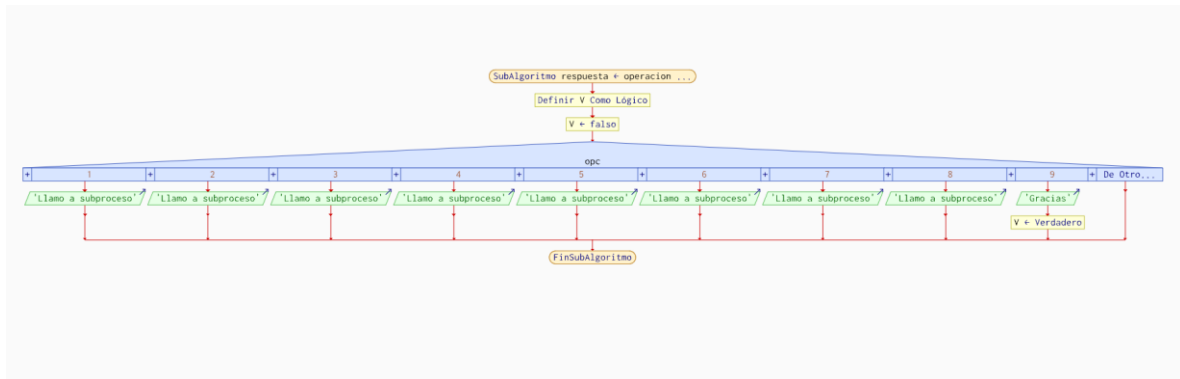 SubAlgoritmo respuesta ← operacion ...
Definir V Como Lógico
V ← falso
opc
+ 1 + 2 + 3 + 4 + 5 + 6 + 7 + 8 + 9 + De Otro...
'Llamo a subproceso' 'Llamo a subproceso' 'Llamo a subproceso' 'Llamo a subproceso' 'Llamo a subproceso' 'Llamo a subproceso' 'Llamo a subproceso' 'Llamo a subproceso' 'Gracias'
V ← Verdadero
FinSubAlgoritmo